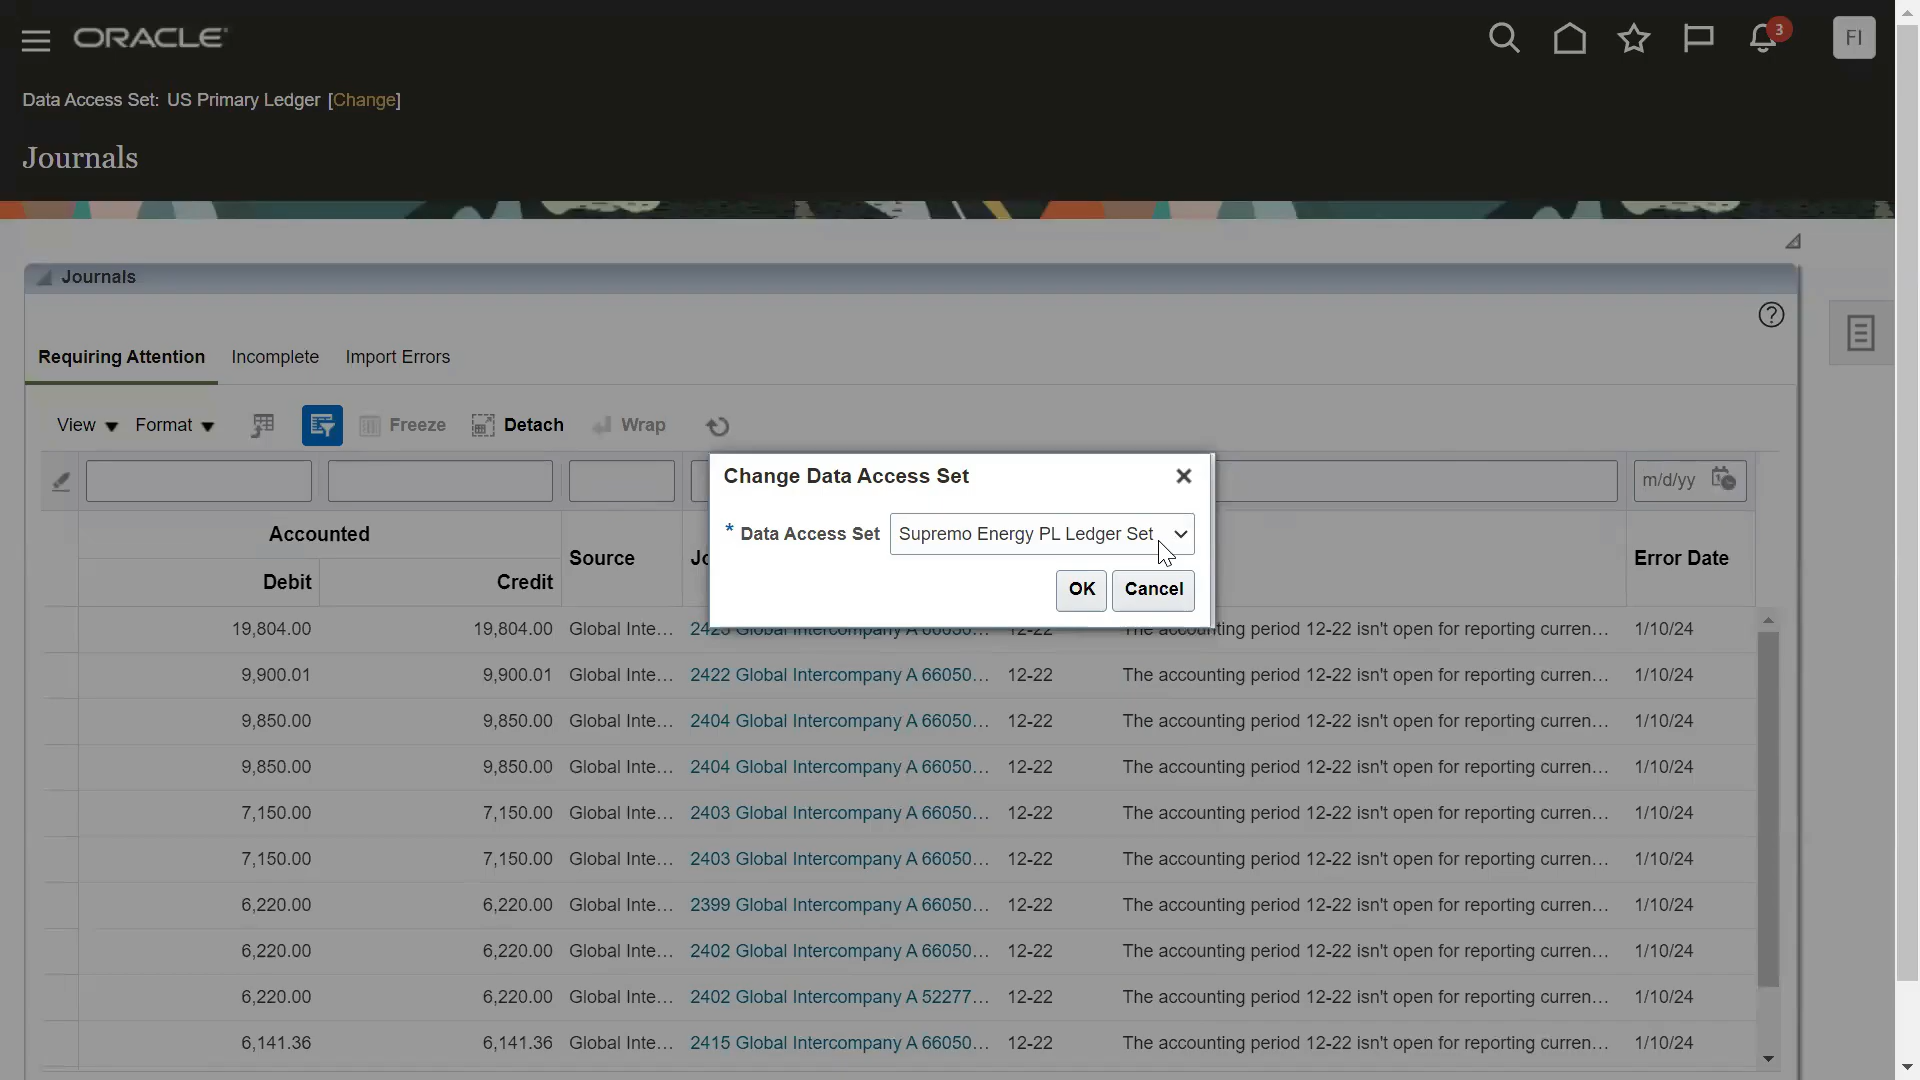 ORACLE
3
FI
Data Access Set: US Primary Ledger [Change]
Journals
Journals
Requiring Attention Incomplete Import Errors
View Format Freeze Detach Wrap
m/d/yy
Change Data Access Set
* Data Access Set Supremo Energy PL Ledger Set
OK Cancel
Accounted Source Error Date
Debit Credit
19,804.00 19,804.00 Global Inte... 2423 Global Intercompany A 66050... 12-22 The accounting period 12-22 isn't open for reporting curren... 1/10/24
9,900.01 9,900.01 Global Inte... 2422 Global Intercompany A 66050... 12-22 The accounting period 12-22 isn't open for reporting curren... 1/10/24
9,850.00 9,850.00 Global Inte... 2404 Global Intercompany A 66050... 12-22 The accounting period 12-22 isn't open for reporting curren... 1/10/24
9,850.00 9,850.00 Global Inte... 2404 Global Intercompany A 66050... 12-22 The accounting period 12-22 isn't open for reporting curren... 1/10/24
7,150.00 7,150.00 Global Inte... 2403 Global Intercompany A 66050... 12-22 The accounting period 12-22 isn't open for reporting curren... 1/10/24
7,150.00 7,150.00 Global Inte... 2403 Global Intercompany A 66050... 12-22 The accounting period 12-22 isn't open for reporting curren... 1/10/24
6,220.00 6,220.00 Global Inte... 2399 Global Intercompany A 66050... 12-22 The accounting period 12-22 isn't open for reporting curren... 1/10/24
6,220.00 6,220.00 Global Inte... 2402 Global Intercompany A 66050... 12-22 The accounting period 12-22 isn't open for reporting curren... 1/10/24
6,220.00 6,220.00 Global Inte... 2402 Global Intercompany A 52277... 12-22 The accounting period 12-22 isn't open for reporting curren... 1/10/24
6,141.36 6,141.36 Global Inte... 2415 Global Intercompany A 66050... 12-22 The accounting period 12-22 isn't open for reporting curren... 1/10/24